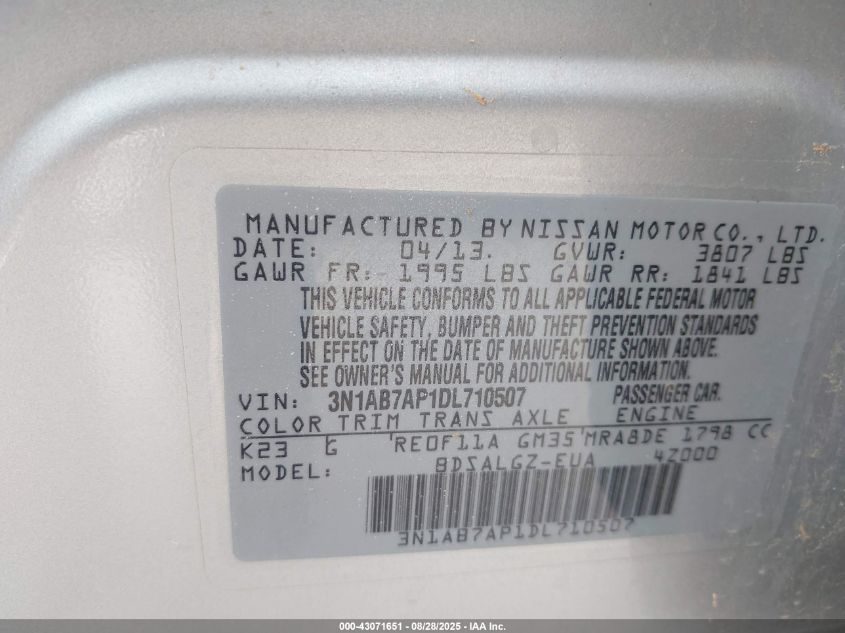 MANUFACTURED BY NISSAN MOTOR CO., LTD.
DATE: 04/13. GVWR: 3807 LBS
GAWR FR: 1995 LBS GAWR RR: 1841 LBS
THIS VEHICLE CONFORMS TO ALL APPLICABLE FEDERAL MOTOR
VEHICLE SAFETY, BUMPER AND THEFT PREVENTION STANDARDS
IN EFFECT ON THE DATE OF MANUFACTURE SHOWN ABOVE.
SEE OWNER'S MANUAL FOR ADDITIONAL INFORMATION.
VIN: 3N1AB7AP1DL710507 PASSENGER CAR.
COLOR TRIM TRANS AXLE ENGINE
K23 G RE0F11A GM35 MRA8DE 1798 CC
MODEL: BDSALGZ-EUA 4Z000
3N1AB7AP1DL710507
000-43071651 - 08/28/2025 - IAA Inc.